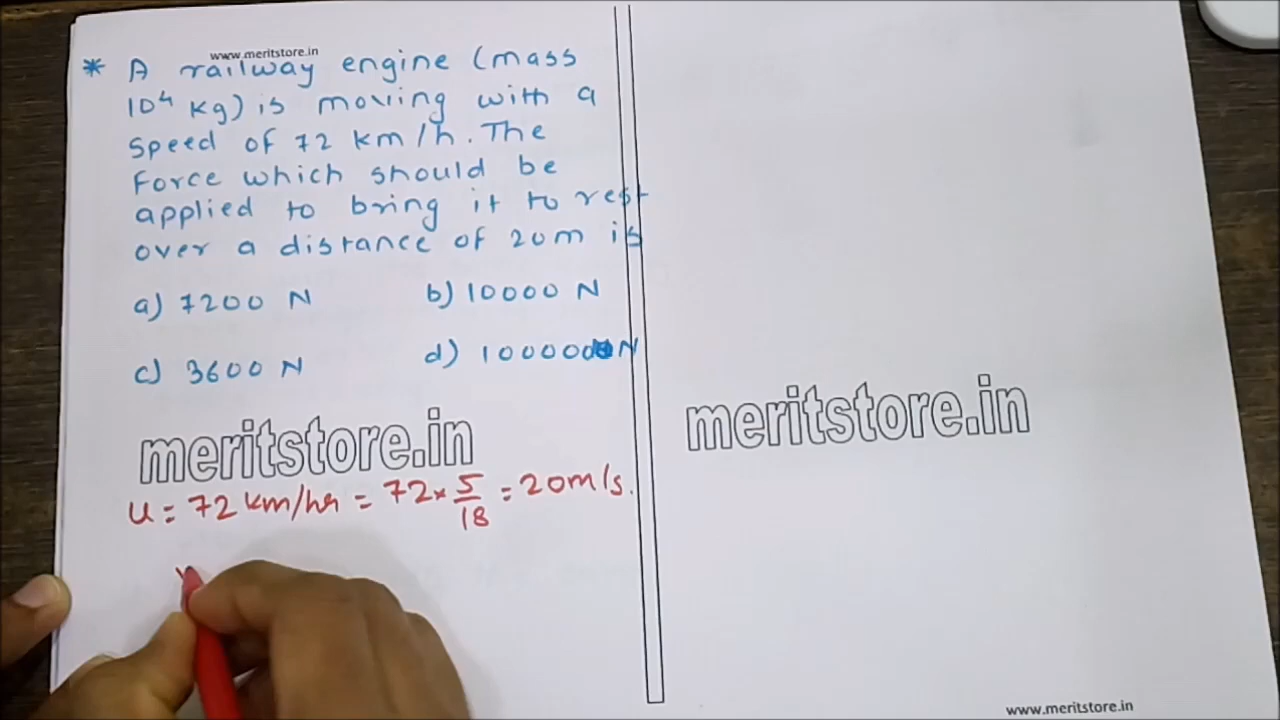 www.meritstore.in
* A railway engine (mass
10⁴ kg) is moving with a
speed of 72 km/h. The
Force which should be
applied to bring it to rest
over a distance of 20m is
a) 7200 N b) 10000 N
c) 3600 N d) 100000 N
meritstore.in
meritstore.in
u = 72 km/hr = 72 × 5/18 = 20m/s.
www.meritstore.in